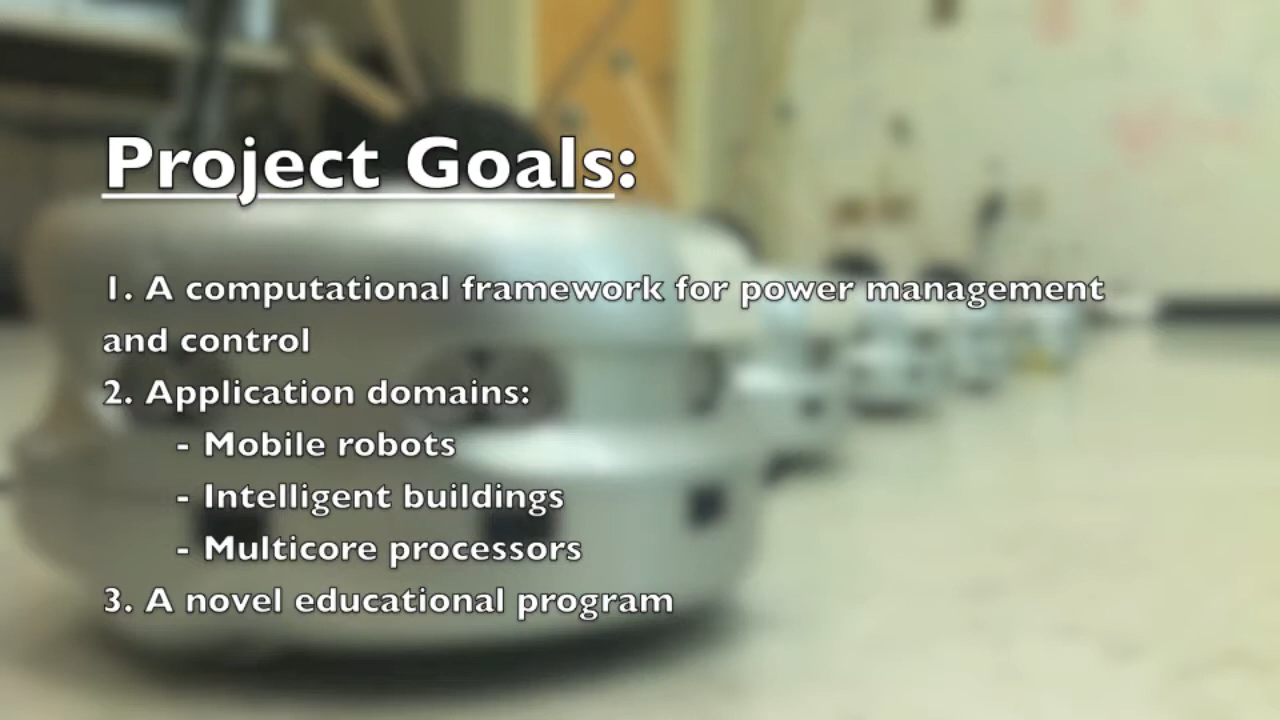 Project Goals:
1. A computational framework for power management
and control
2. Application domains:
- Mobile robots
- Intelligent buildings
- Multicore processors
3. A novel educational program